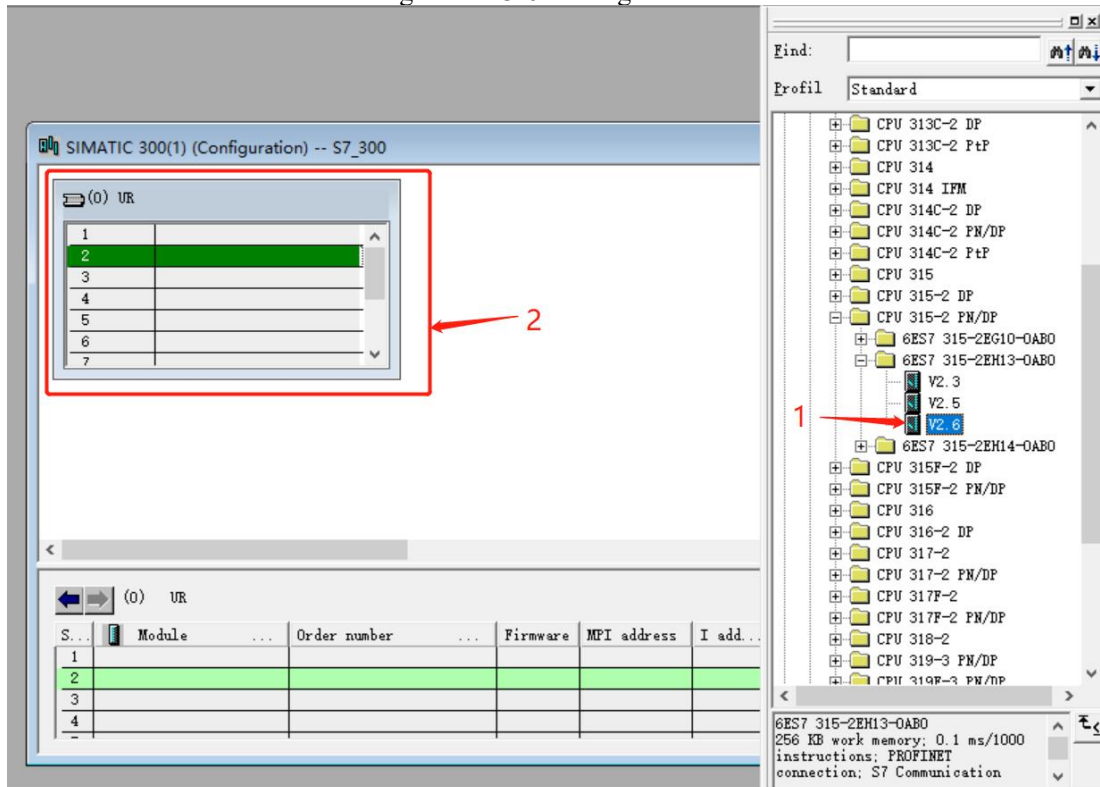 Find:
Profil Standard
SIMATIC 300(1) (Configuration) -- S7_300
(0) UR
1
2
3
4
5
6
7
2
CPU 313C-2 DP
CPU 313C-2 PtP
CPU 314
CPU 314 IFM
CPU 314C-2 DP
CPU 314C-2 PN/DP
CPU 314C-2 PtP
CPU 315
CPU 315-2 DP
CPU 315-2 PN/DP
6ES7 315-2EG10-0AB0
6ES7 315-2EH13-0AB0
V2.3
V2.5
1
V2.6
6ES7 315-2EH14-0AB0
CPU 315F-2 DP
CPU 315F-2 PN/DP
CPU 316
CPU 316-2 DP
CPU 317-2
CPU 317-2 PN/DP
CPU 317F-2
CPU 317F-2 PN/DP
CPU 318-2
CPU 319-3 PN/DP
CPU 319F-3 PN/DP
(0) UR
S... Module ... Order number ... Firmware MPI address I add...
1
2
3
4
6ES7 315-2EH13-0AB0
256 KB work memory; 0.1 ms/1000
instructions; PROFINET
connection; S7 Communication